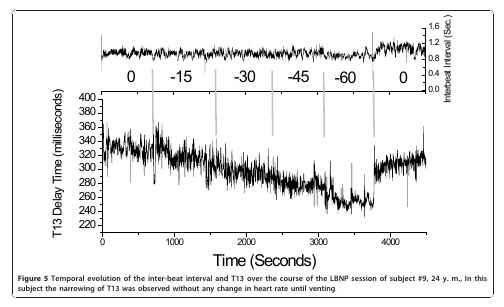 1.6
1.2
0.8
0.4
0.0
Interbeat Interval (Sec.)
0 -15 -30 -45 -60 0
400
380
360
340
320
300
280
260
240
220
T13 Delay Time (milliseconds)
0 1000 2000 3000 4000
Time (Seconds)
Figure 5 Temporal evolution of the inter-beat interval and T13 over the course of the LBNP session of subject #9, 24 y. m., In this
subject the narrowing of T13 was observed without any change in heart rate until venting